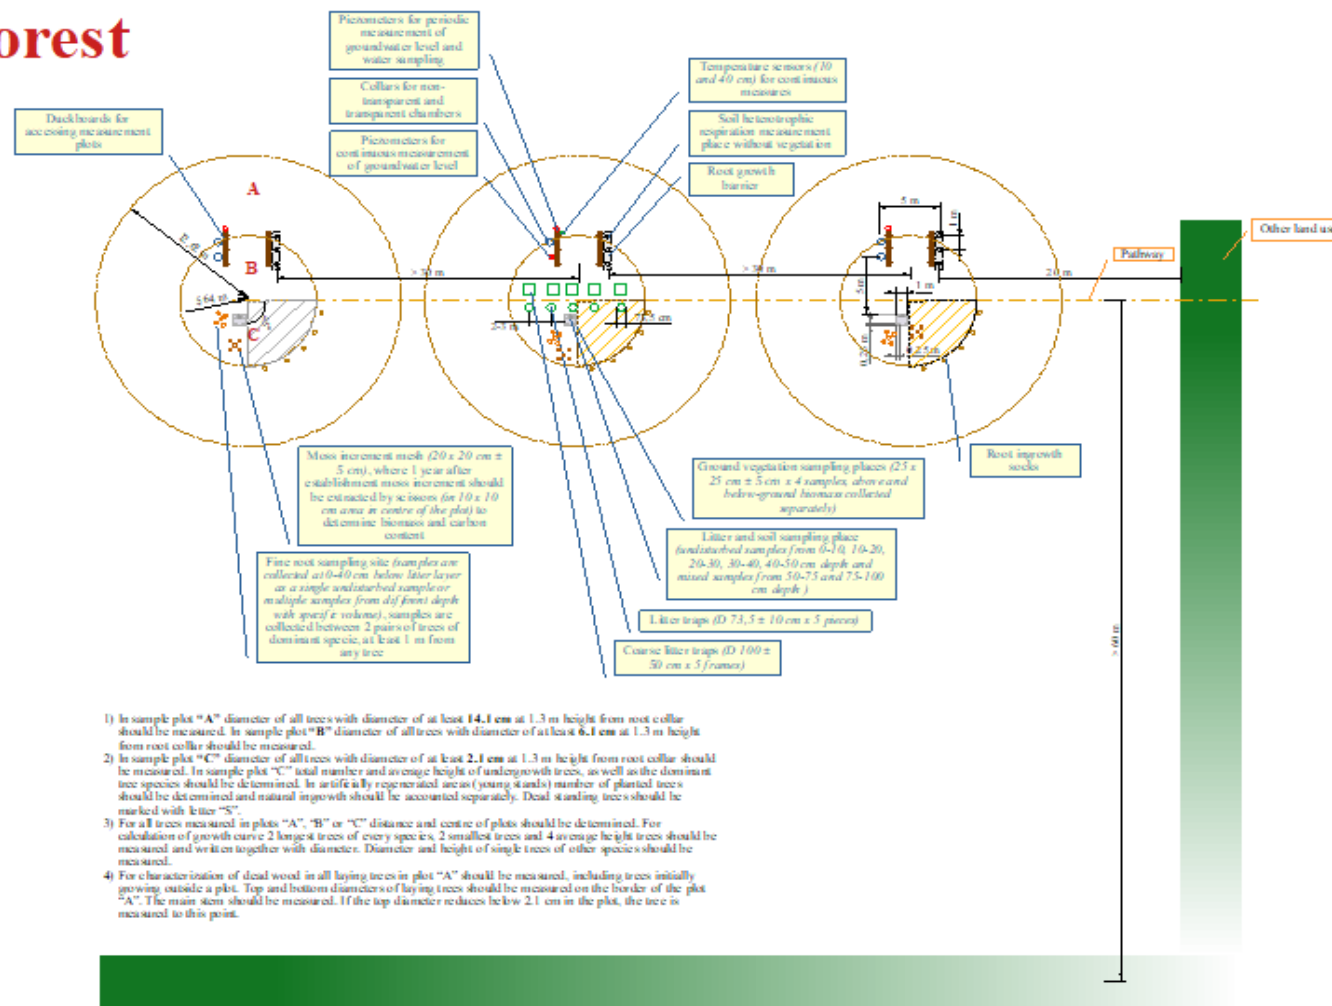 orest
Piezometers for periodic
measurement of
groundwater level and
water sampling
Collars for non-
transparent and
transparent chambers
Piezometers for
continuous measurement
of groundwater level
Temperature sensors (10
and 40 cm) for continuous
measures
Soil heterotrophic
respiration measurement
place without vegetation
Root growth
barrier
Duckboards for
accessing measurement
plots
A
B
C
5 m
1 m
Other land us
Pathway
> 30 m
> 30 m
20 m
5 m
1 m
2-3 m
73,5 cm
0,25 m
0,25 m
Moss increment mesh (20 x 20 cm ±
5 cm), where 1 year after
establishment moss increment should
be extracted by scissors (in 10 x 10
cm area in centre of the plot) to
determine biomass and carbon
content
Ground vegetation sampling places (25 x
25 cm ± 5 cm x 4 samples, above and
below-ground biomass collected
separately)
Root ingrowth
socks
Fine root sampling site (samples are
collected at 0-40 cm below litter layer
as a single undisturbed sample or
multiple samples from different depth
with specific volume), samples are
collected between 2 pairs of trees of
dominant specie, at least 1 m from
any tree
Litter and soil sampling place
(undisturbed samples from 0-10, 10-20,
20-30, 30-40, 40-50 cm depth and
mixed samples from 50-75 and 75-100
cm depth )
Litter traps (D 73,5 ± 10 cm x 5 pieces)
Coarse litter traps (D 100 ±
50 cm x 5 frames)
> 60 m
1) In sample plot “A” diameter of all trees with diameter of at least 14.1 cm at 1.3 m height from root collar
should be measured. In sample plot “B” diameter of all trees with diameter of at least 6.1 cm at 1.3 m height
from root collar should be measured.
2) In sample plot “C” diameter of all trees with diameter of at least 2.1 cm at 1.3 m height from root collar should
be measured. In sample plot “C” total number and average height of undergrowth trees, as well as the dominant
tree species should be determined. In artificially regenerated areas (young stands) number of planted trees
should be determined and natural ingrowth should be accounted separately. Dead standing trees should be
marked with letter “S”.
3) For all trees measured in plots “A”, “B” or “C” distance and centre of plots should be determined. For
calculation of growth curve 2 longest trees of every species, 2 smallest trees and 4 average height trees should be
measured and written together with diameter. Diameter and height of single trees of other species should be
measured.
4) For characterization of dead wood in all laying trees in plot “A” should be measured, including trees initially
growing outside a plot. Top and bottom diameters of laying trees should be measured on the border of the plot
“A”. The main stem should be measured. If the top diameter reduces below 2.1 cm in the plot, the tree is
measured to this point.